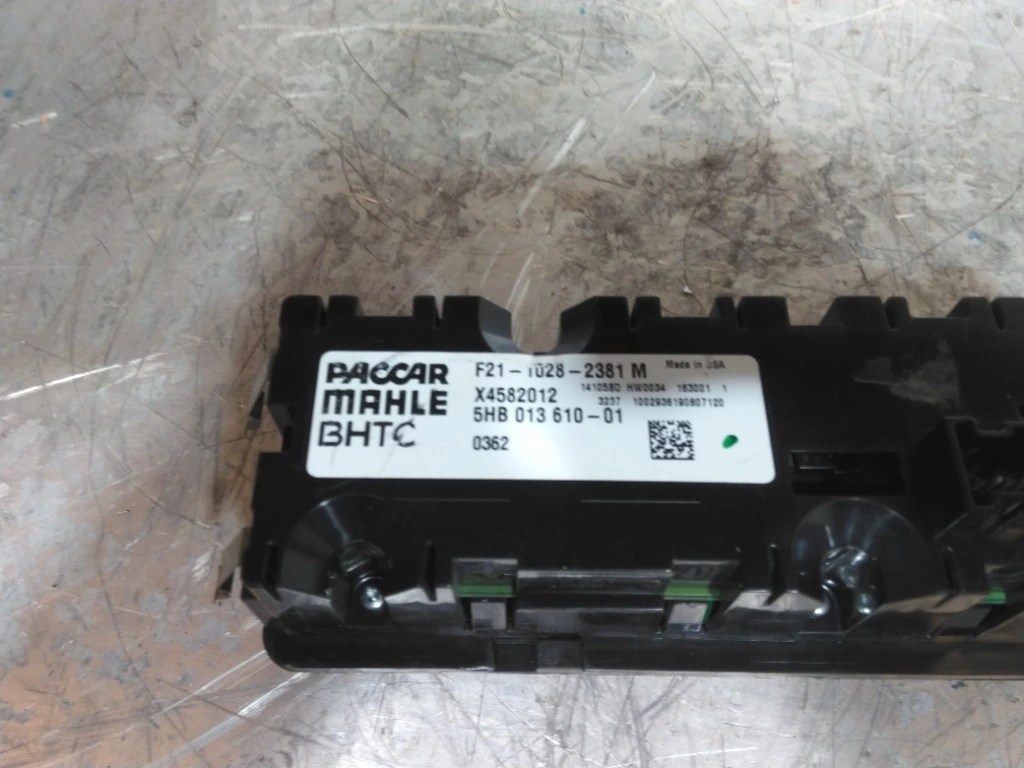 PACCAR
MAHLE
BHTC
F21-1028-2381 M
Made in USA
X4582012
141058D HW0034 163001 1
3237 1002936190807120
5HB 013 610-01
0362